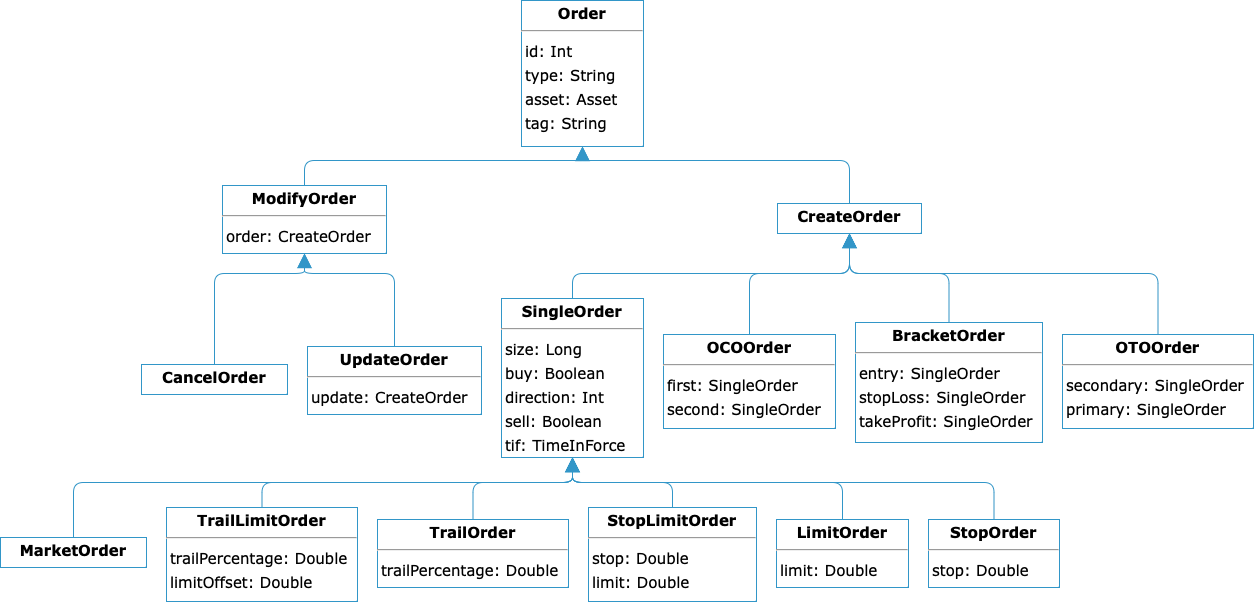 Order
id: Int
type: String
asset: Asset
tag: String
ModifyOrder
order: CreateOrder
CreateOrder
CancelOrder
UpdateOrder
update: CreateOrder
SingleOrder
size: Long
buy: Boolean
direction: Int
sell: Boolean
tif: TimeInForce
OCOOrder
first: SingleOrder
second: SingleOrder
BracketOrder
entry: SingleOrder
stopLoss: SingleOrder
takeProfit: SingleOrder
OTOOrder
secondary: SingleOrder
primary: SingleOrder
MarketOrder
TrailLimitOrder
trailPercentage: Double
limitOffset: Double
TrailOrder
trailPercentage: Double
StopLimitOrder
stop: Double
limit: Double
LimitOrder
limit: Double
StopOrder
stop: Double